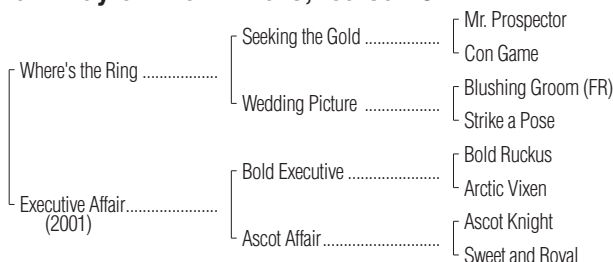 Mr. Prospector
Seeking the Gold ..................
Con Game
Where's the Ring ..................
Blushing Groom (FR)
Wedding Picture ..................
Strike a Pose
Bold Ruckus
Bold Executive ......................
Arctic Vixen
Executive Affair......................
(2001)
Ascot Knight
Ascot Affair............................
Sweet and Royal